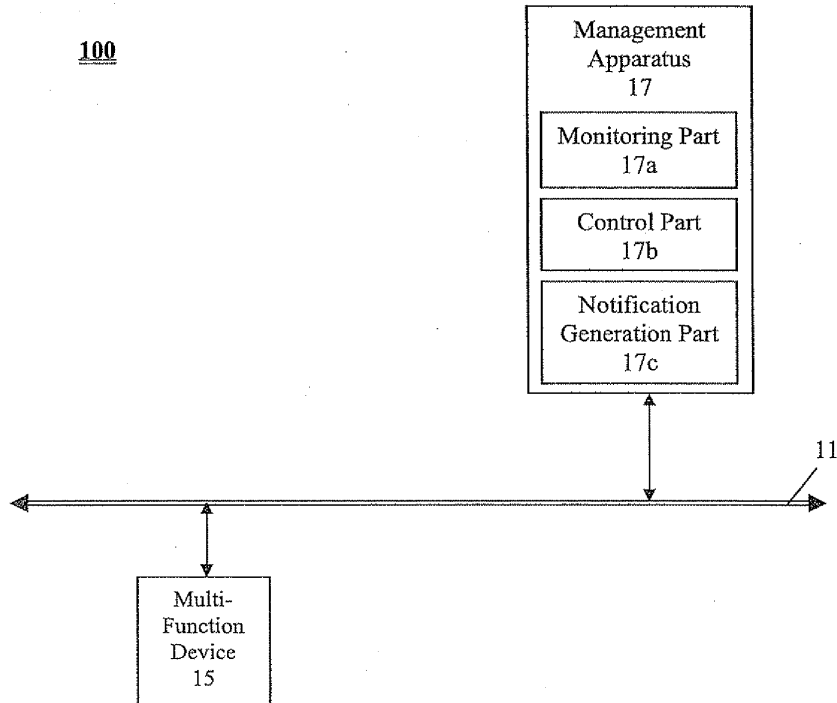 100
Management
Apparatus
17
Monitoring Part
17a
Control Part
17b
Notification
Generation Part
17c
11
Multi-
Function
Device
15